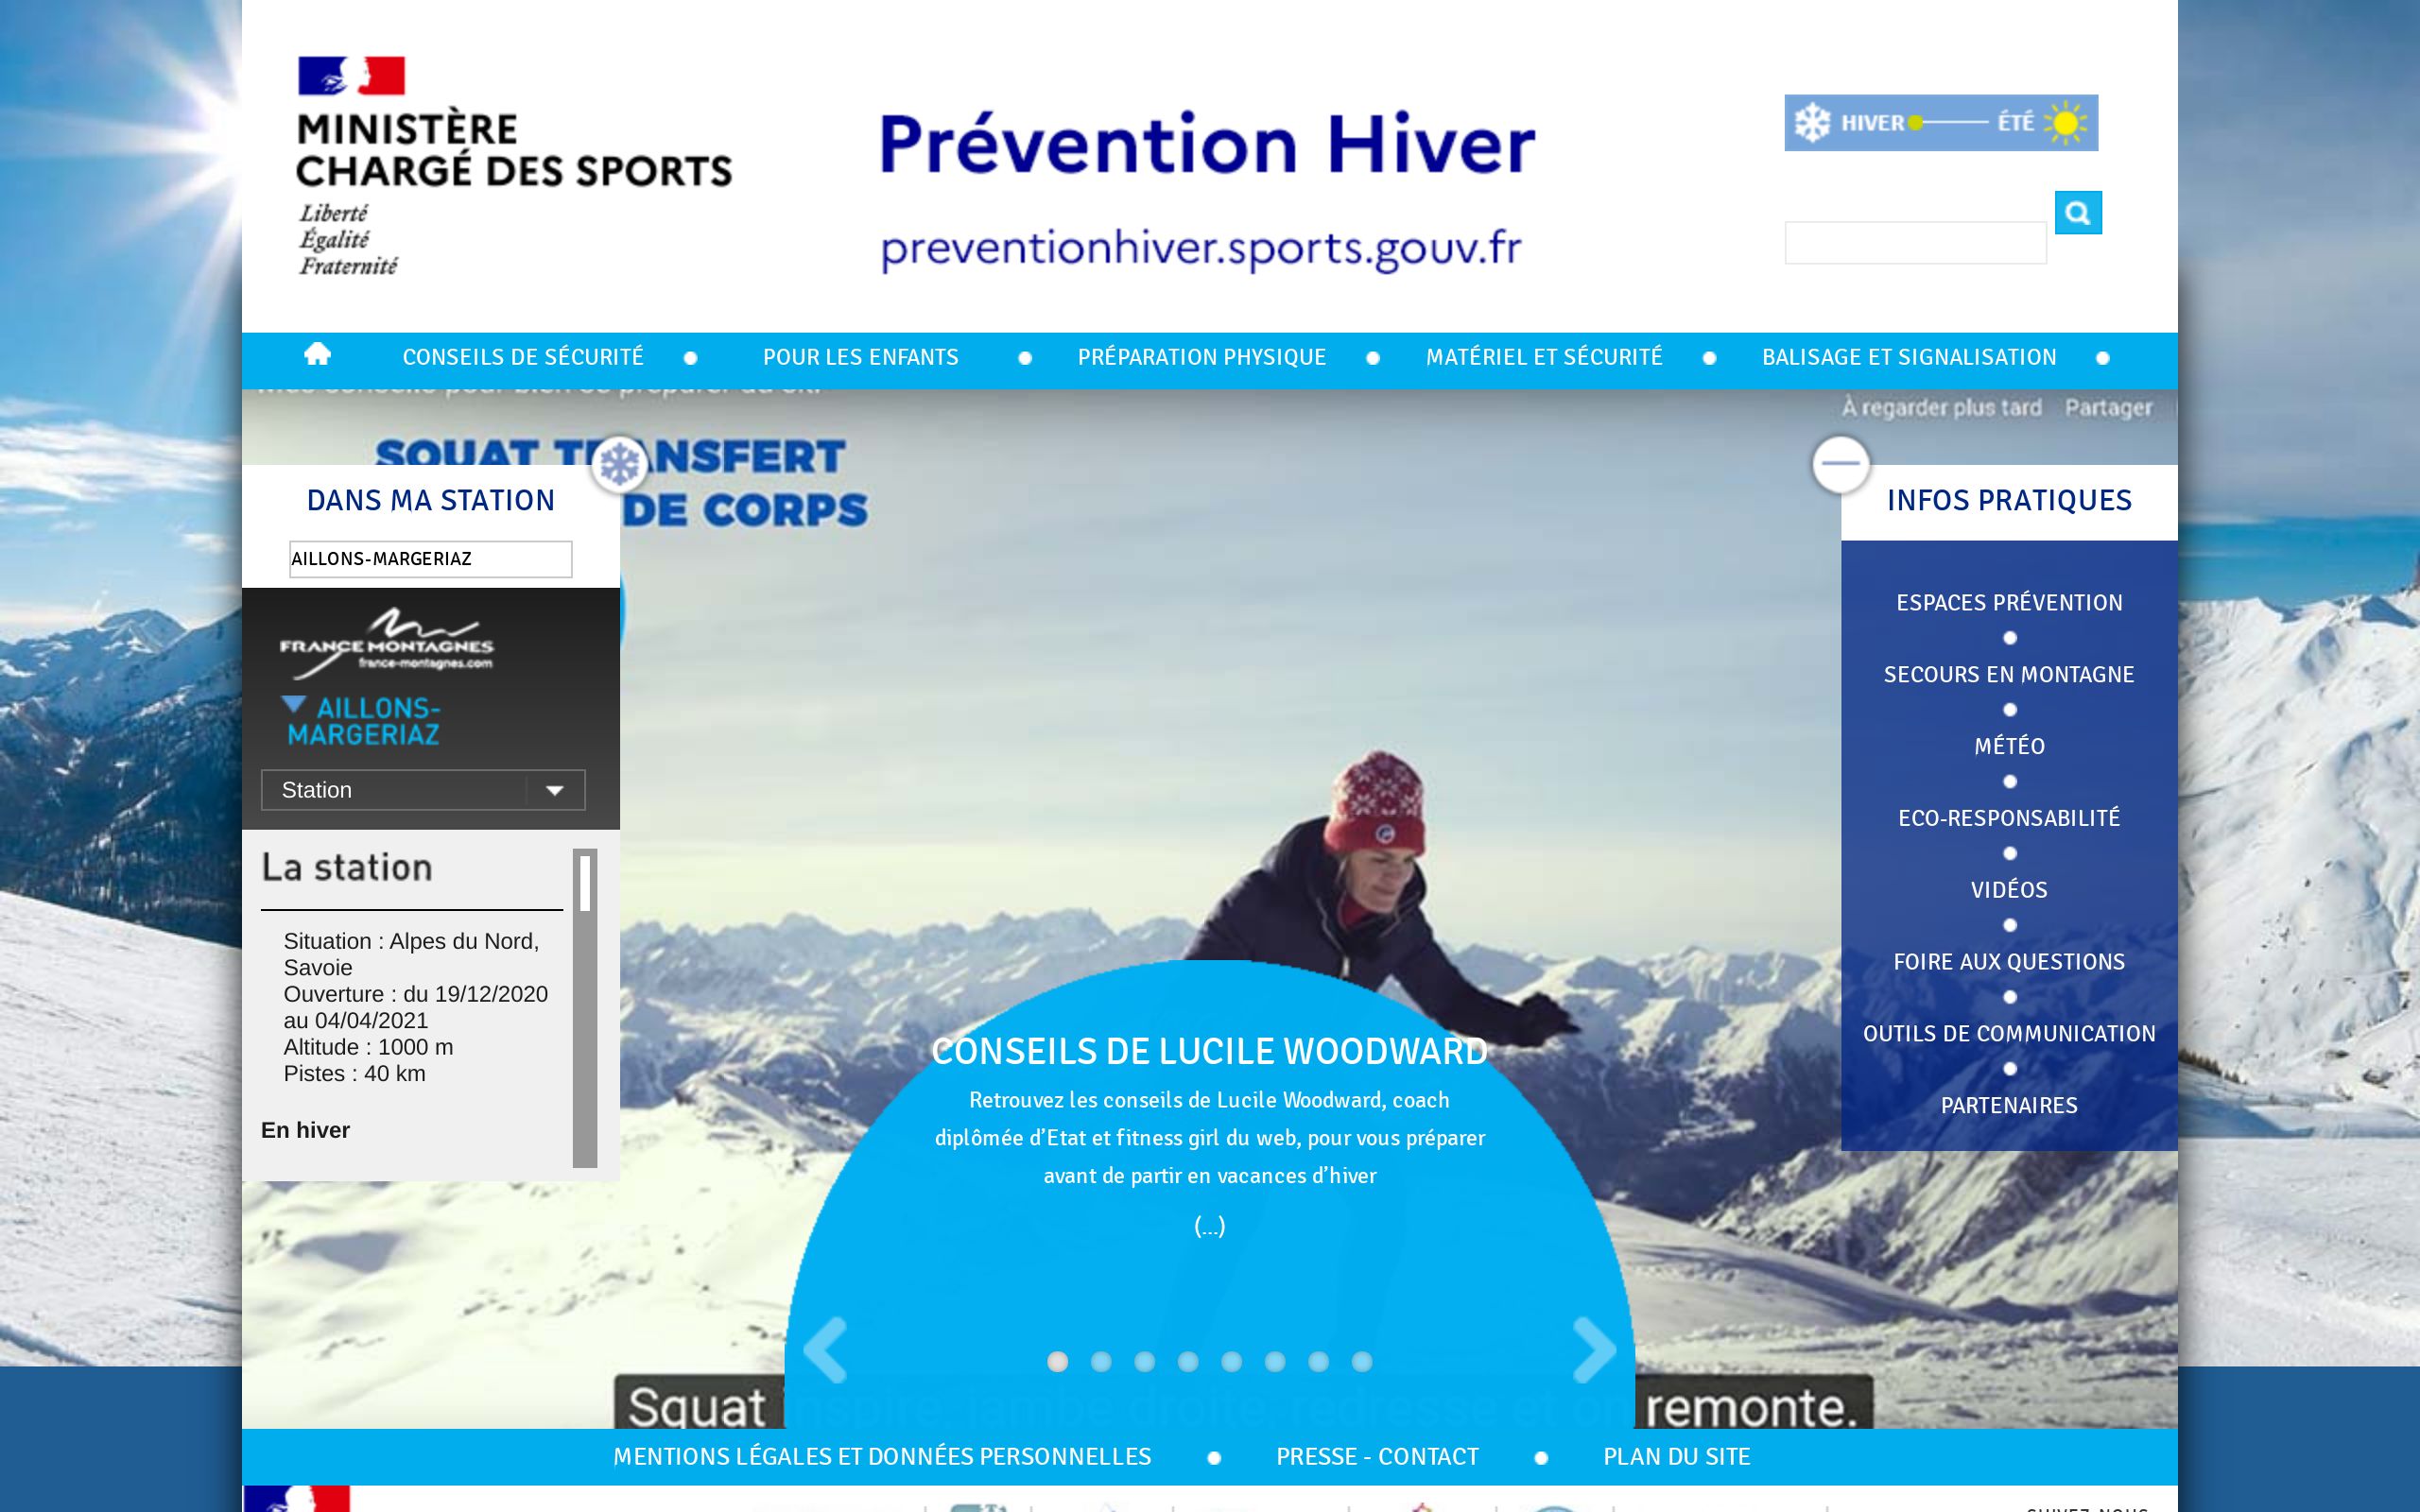 MINISTÈRE
CHARGÉ DES SPORTS
Liberté
Égalité
Fraternité
Prévention Hiver
preventionhiver.sports.gouv.fr
HIVER ÉTÉ
CONSEILS DE SÉCURITÉ POUR LES ENFANTS PRÉPARATION PHYSIQUE MATÉRIEL ET SÉCURITÉ BALISAGE ET SIGNALISATION
À regarder plus tard Partager
SQUAT
DE CORPS
DANS MA STATION
AILLONS-MARGERIAZ
FRANCE MONTAGNES
france-montagnes.com
AILLONS-
MARGERIAZ
Station
La station
Situation : Alpes du Nord,
Savoie
Ouverture : du 19/12/2020
au 04/04/2021
Altitude : 1000 m
Pistes : 40 km
En hiver
CONSEILS DE LUCILE WOODWARD
Retrouvez les conseils de Lucile Woodward, coach
diplômée d’Etat et fitness girl du web, pour vous préparer
avant de partir en vacances d’hiver
(...)
Squat inspire, jambe droite, redresse et on remonte.
INFOS PRATIQUES
ESPACES PRÉVENTION
SECOURS EN MONTAGNE
MÉTÉO
ECO-RESPONSABILITÉ
VIDÉOS
FOIRE AUX QUESTIONS
OUTILS DE COMMUNICATION
PARTENAIRES
MENTIONS LÉGALES ET DONNÉES PERSONNELLES PRESSE - CONTACT PLAN DU SITE